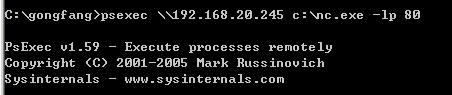 C:\gongfang>psexec \\192.168.20.245 c:\nc.exe -lp 80
PsExec v1.59 - Execute processes remotely
Copyright (C) 2001-2005 Mark Russinovich
Sysinternals - www.sysinternals.com